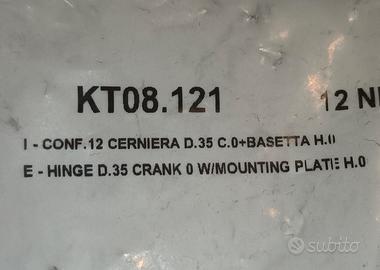 KT08.121 12 N
I - CONF.12 CERNIERA D.35 C.0+BASETTA H.0
E - HINGE D.35 CRANK 0 W/MOUNTING PLATE H.0
subito